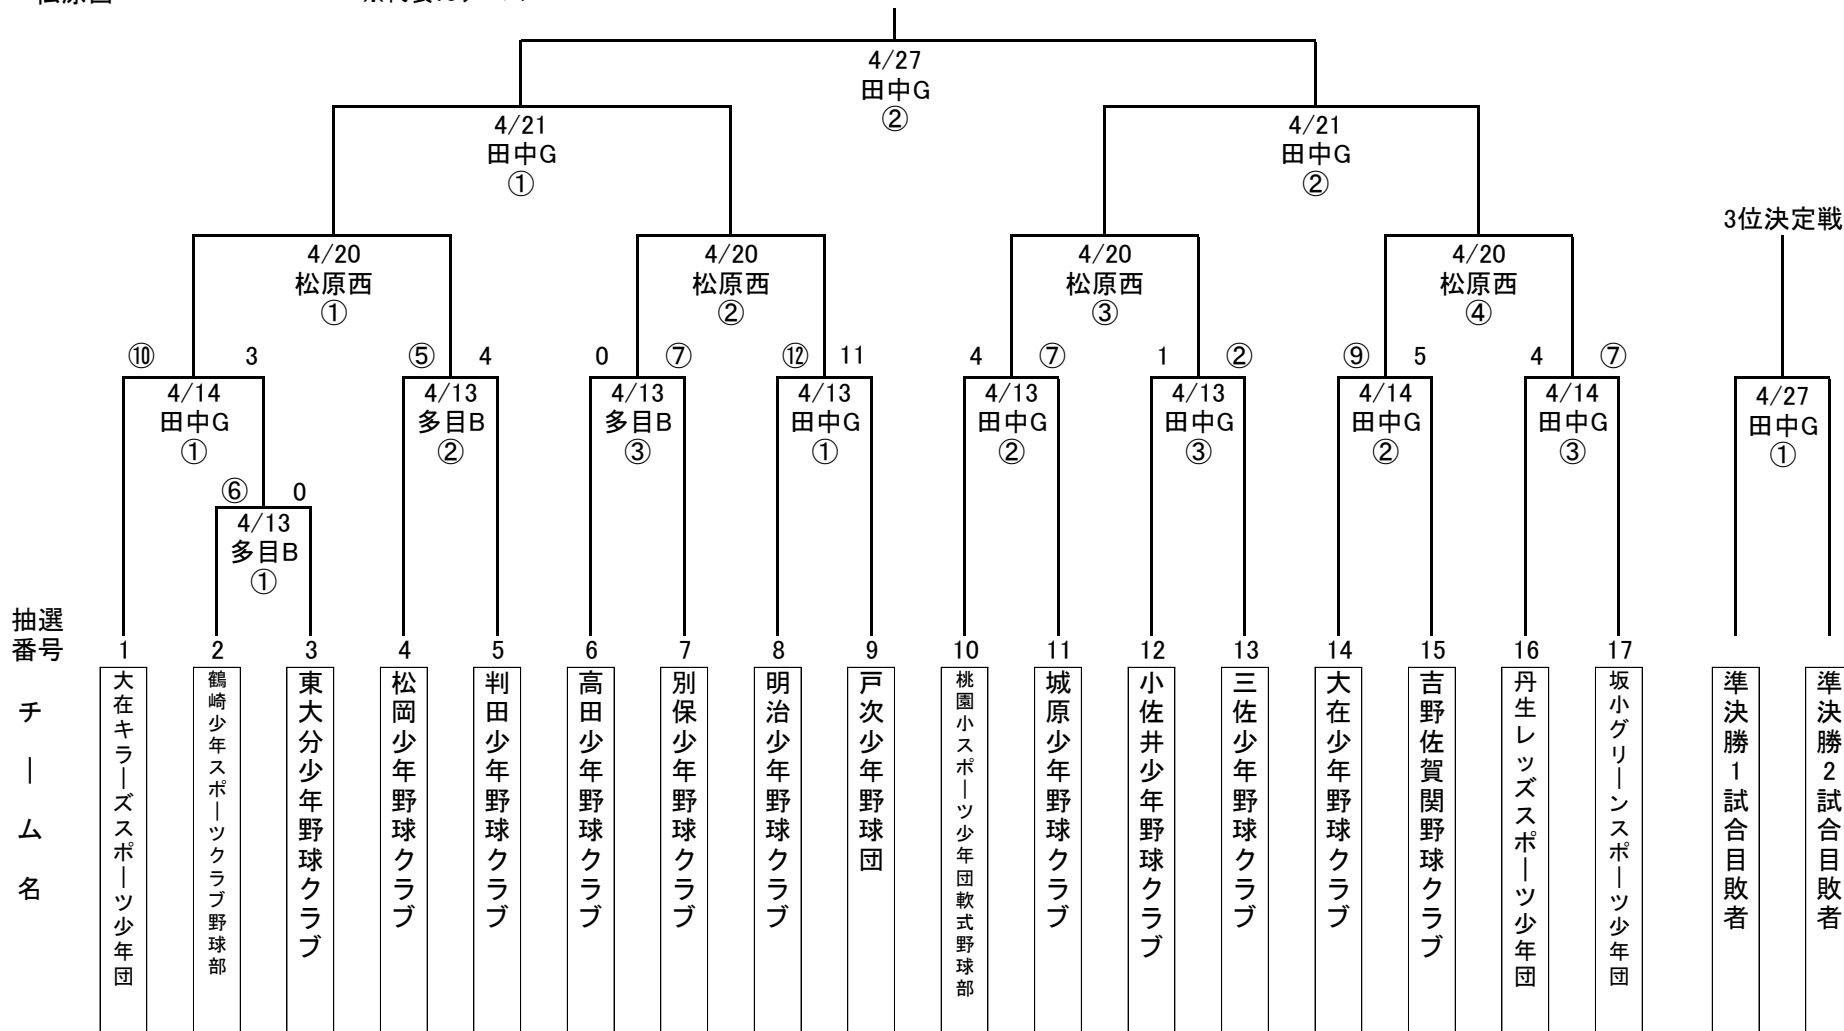 4/27
田中G
②
4/21
田中G
①
4/21
田中G
②
3位決定戦
4/20
松原西
①
4/20
松原西
②
4/20
松原西
③
4/20
松原西
④
⑩ 3 ⑤ 4 0 ⑦ ⑫ 11 4 ⑦ 1 ② ⑨ 5 4 ⑦
4/14
田中G
①
4/13
多目B
②
4/13
多目B
③
4/13
田中G
①
4/13
田中G
②
4/13
田中G
③
4/14
田中G
②
4/14
田中G
③
4/27
田中G
①
⑥ 0
4/13
多目B
①
抽選
番号
1 2 3 4 5 6 7 8 9 10 11 12 13 14 15 16 17
チーム名
大在キラーズスポーツ少年団
鶴崎少年スポーツクラブ野球部
東大分少年野球クラブ
松岡少年野球クラブ
判田少年野球クラブ
高田少年野球クラブ
別保少年野球クラブ
明治少年野球クラブ
戸次少年野球団
桃園小スポーツ少年団軟式野球部
城原少年野球クラブ
小佐井少年野球クラブ
三佐少年野球クラブ
大在少年野球クラブ
吉野佐賀関野球クラブ
丹生レッズスポーツ少年団
坂小グリーンスポーツ少年団
準決勝1試合目敗者
準決勝2試合目敗者